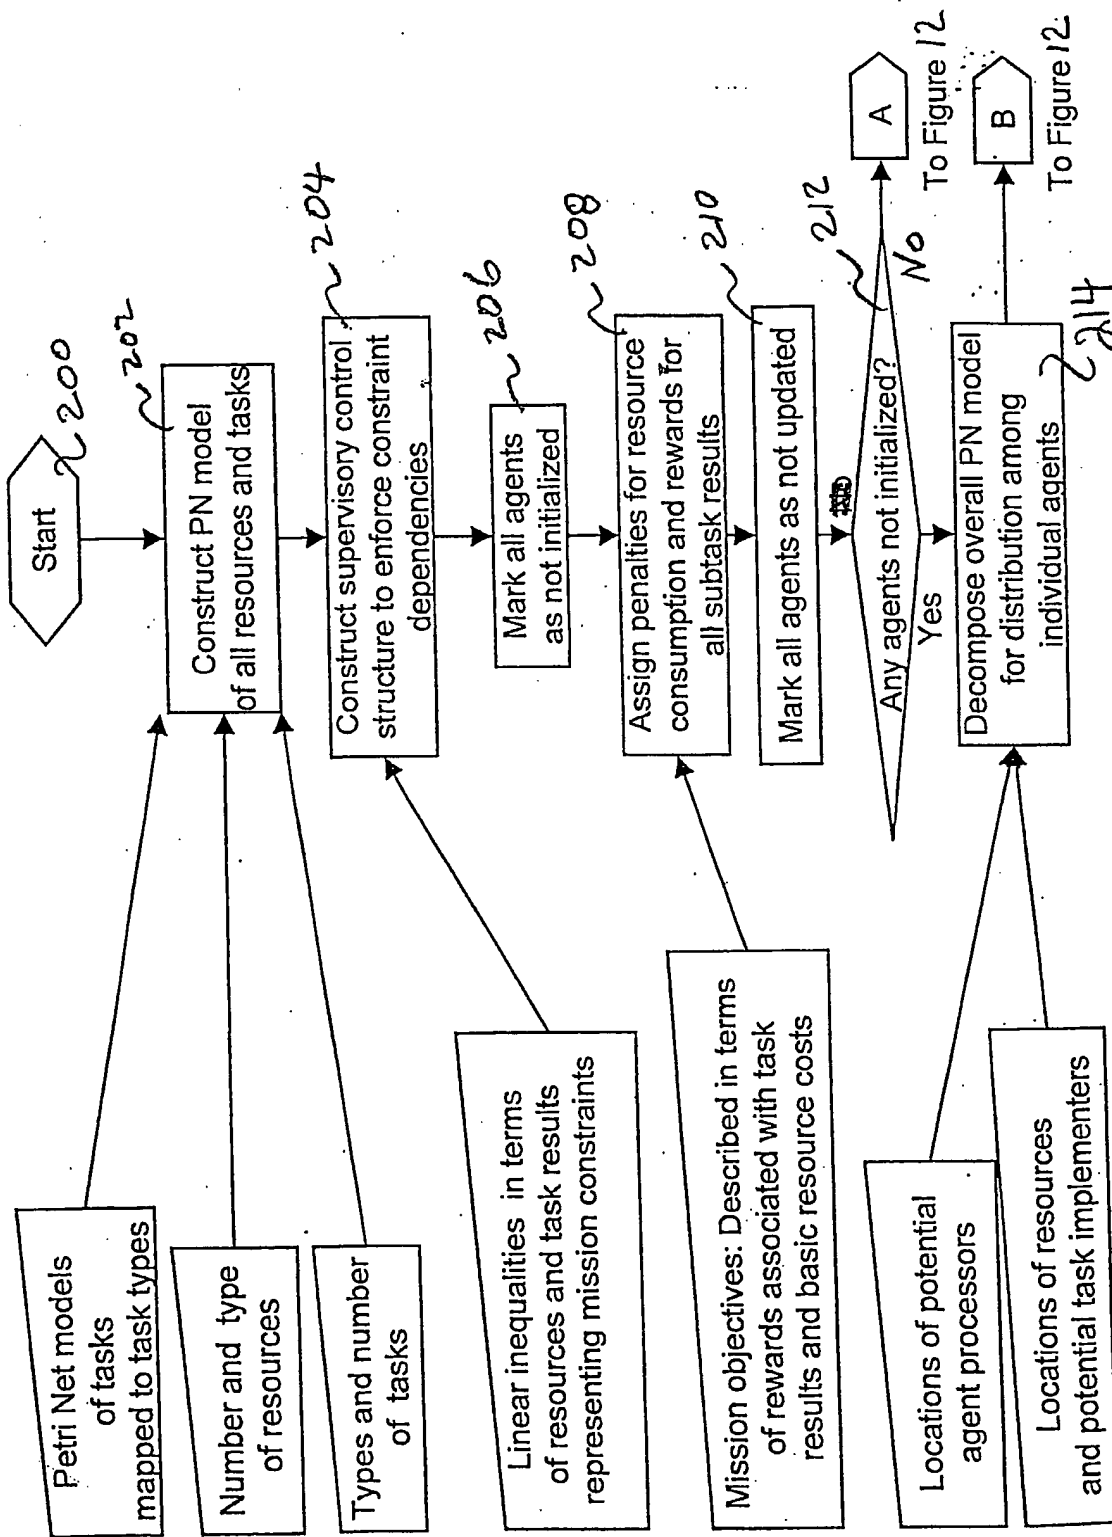 Start
200
Petri Net models
of tasks
mapped to task types
Number and type
of resources
Types and number
of tasks
Construct PN model
of all resources and tasks
202
Linear inequalities in terms
of resources and task results
representing mission constraints
Construct supervisory control
structure to enforce constraint
dependencies
204
Mark all agents
as not initialized
206
Mission objectives: Described in terms
of rewards associated with task
results and basic resource costs
Assign penalties for resource
consumption and rewards for
all subtask results
208
Mark all agents as not updated
210
Any agents not initialized?
212
No
A
To Figure 12
Yes
Locations of potential
agent processors
Locations of resources
and potential task implementers
Decompose overall PN model
for distribution among
individual agents
214
B
To Figure 12